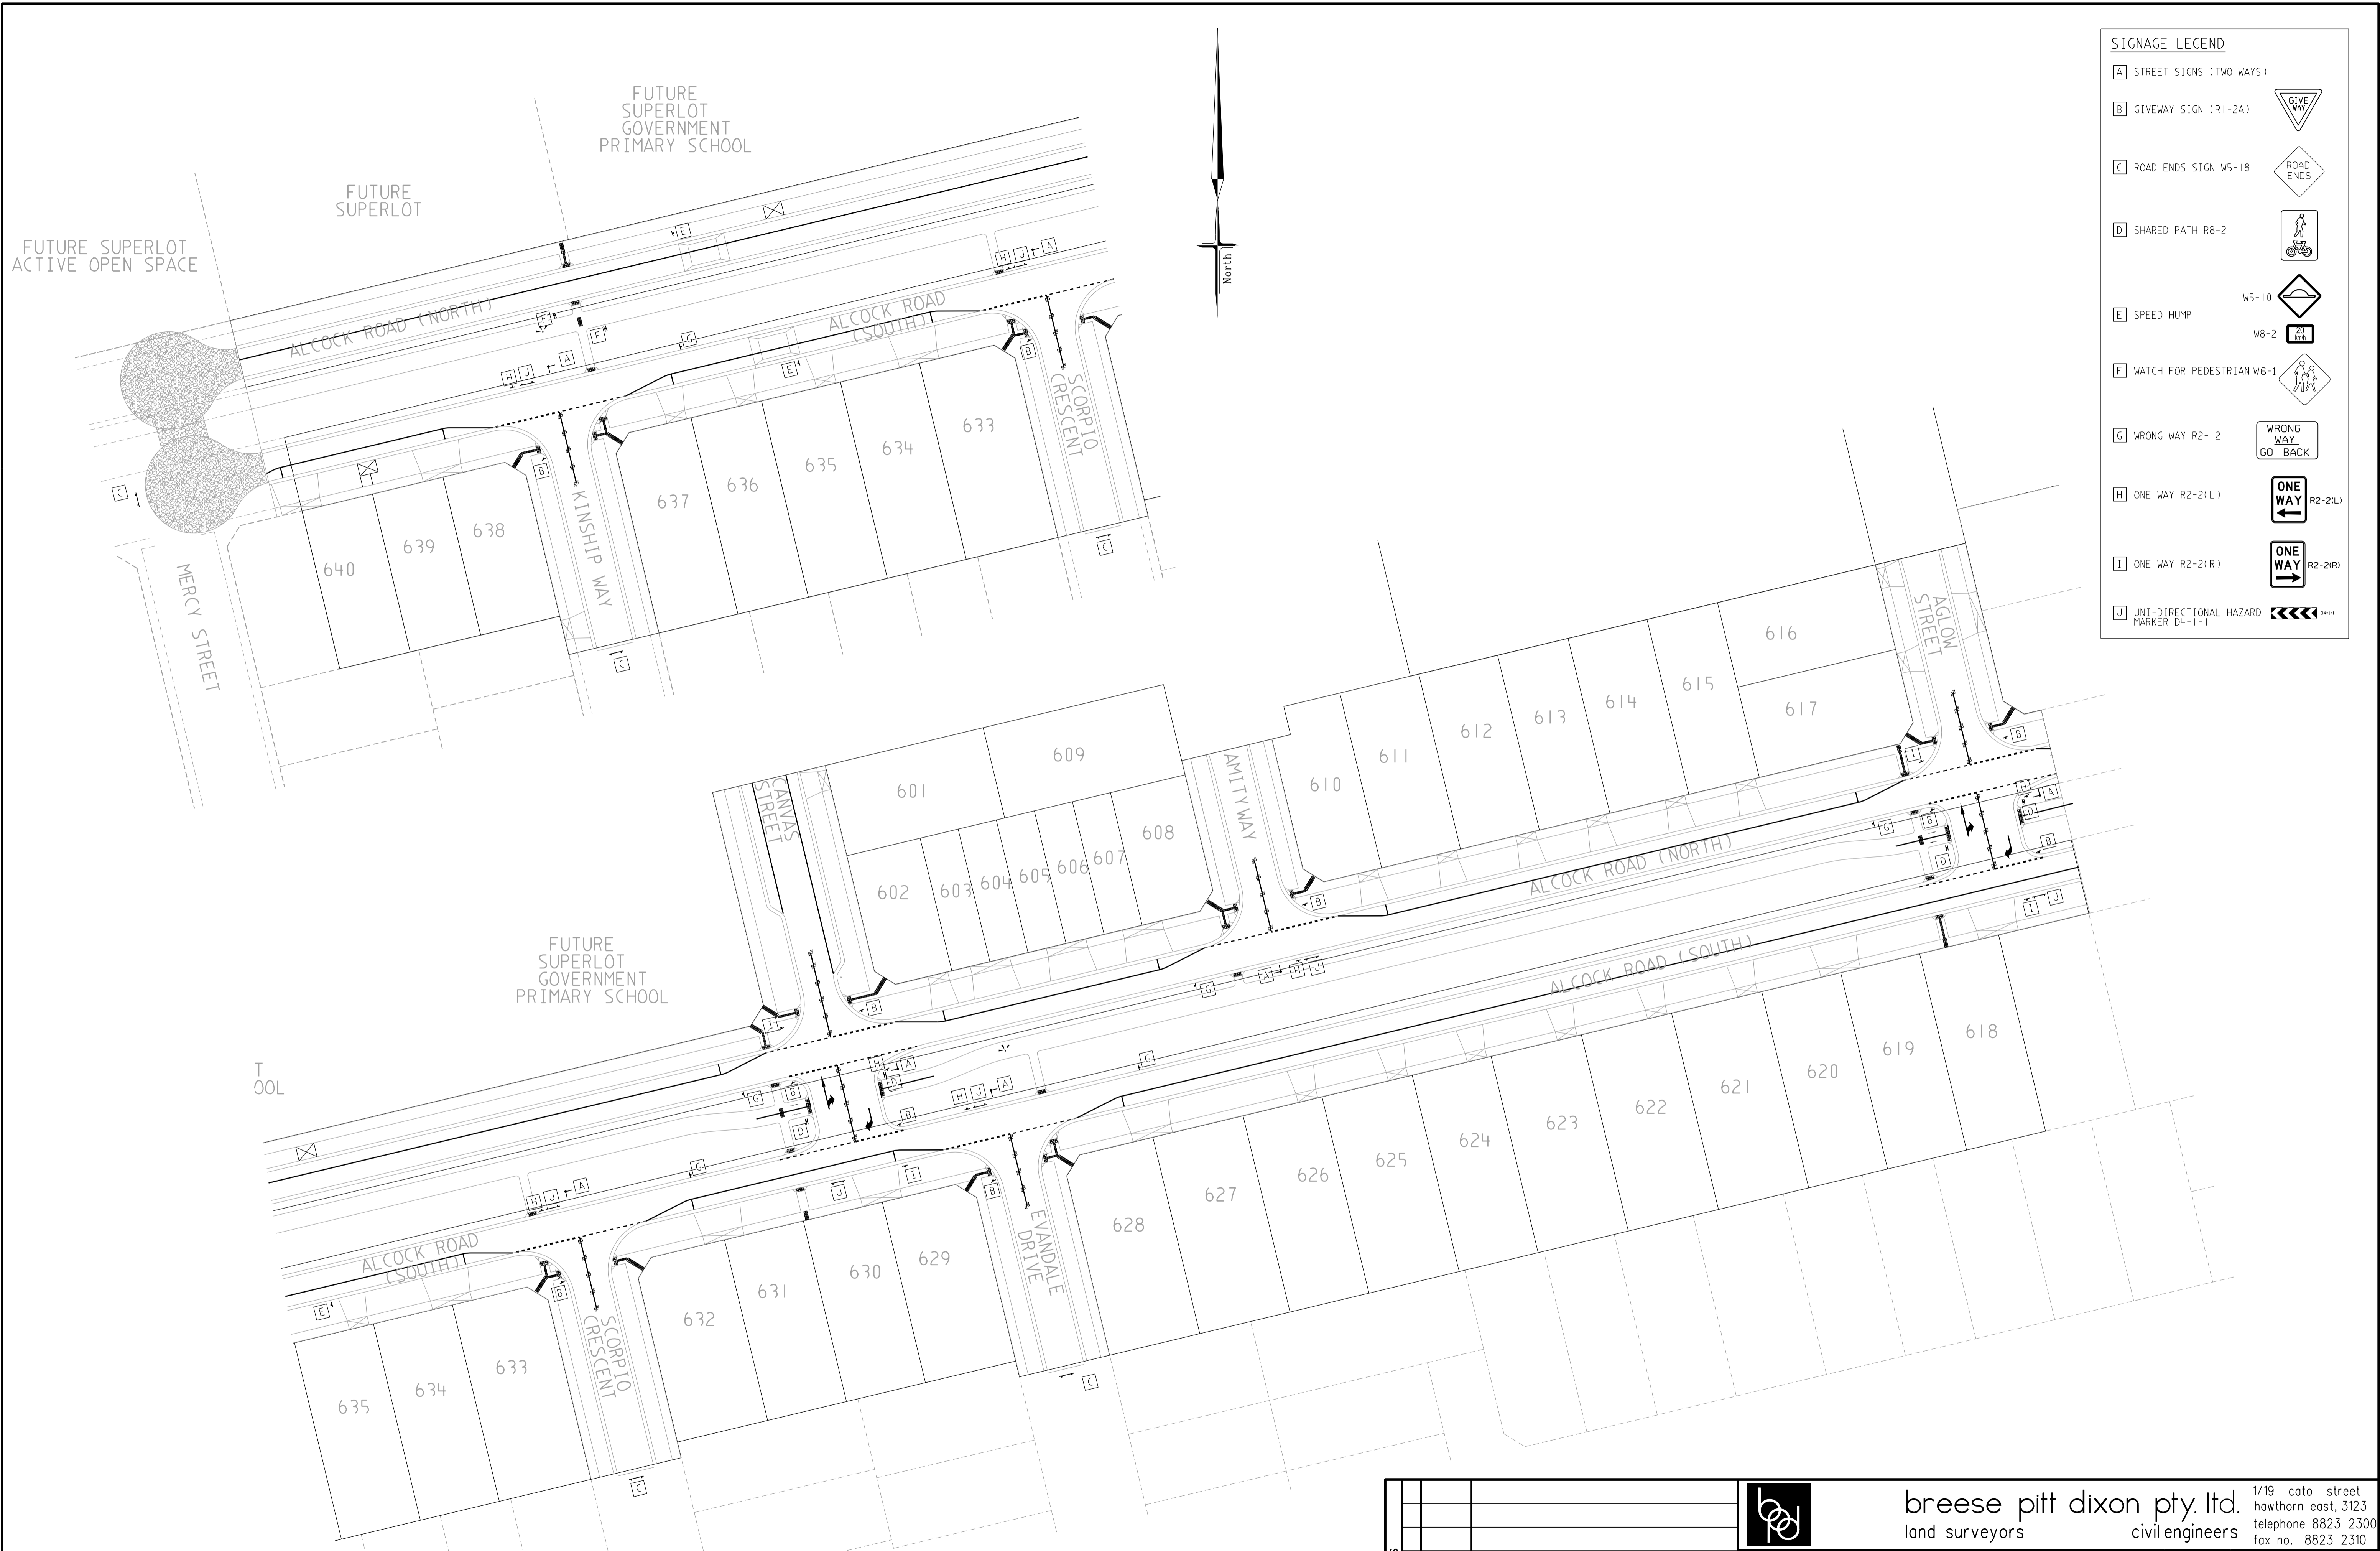 FUTURE
SUPERLOT
GOVERNMENT
PRIMARY SCHOOL
FUTURE
SUPERLOT
FUTURE SUPERLOT
ACTIVE OPEN SPACE
ALCOCK ROAD (NORTH)
ALCOCK ROAD
(SOUTH)
E
H
J
A
F
F
G
H
J
A
E
B
B
C
C
C
SCORPIO
CRESCENT
KINSHIP WAY
MERCY STREET
640
639
638
637
636
635
634
633
North
SIGNAGE LEGEND
A STREET SIGNS (TWO WAYS)
B GIVEWAY SIGN (R1-2A)
GIVE
WAY
C ROAD ENDS SIGN W5-18
ROAD
ENDS
D SHARED PATH R8-2
W5-10
E SPEED HUMP
W8-2
20
kmh
F WATCH FOR PEDESTRIAN W6-1
G WRONG WAY R2-12
WRONG
WAY
GO BACK
H ONE WAY R2-2(L)
ONE
WAY
R2-2(L)
I ONE WAY R2-2(R)
ONE
WAY
R2-2(R)
J UNI-DIRECTIONAL HAZARD
MARKER D4-1-1
D4-1-1
CANVAS
STREET
601
609
602
603
604
605
606
607
608
AMITYWAY
610
611
612
613
614
615
616
617
AGLOW
STREET
B
I
H
A
D
B
G
B
D
I
J
ALCOCK ROAD (NORTH)
ALCOCK ROAD (SOUTH)
B
A
H
J
G
G
FUTURE
SUPERLOT
GOVERNMENT
PRIMARY SCHOOL
T
OOL
I
B
H
A
D
B
G
B
D
H
J
A
G
H
J
A
J
I
B
B
E
ALCOCK ROAD
(SOUTH)
SCORPIO
CRESCENT
EVANDALE
DRIVE
635
634
633
632
631
630
629
628
627
626
625
624
623
622
621
620
619
618
C
C
bpd
breese pitt dixon pty. ltd.
land surveyors civil engineers
1/19 cato street
hawthorn east, 3123
telephone 8823 2300
fax no. 8823 2310